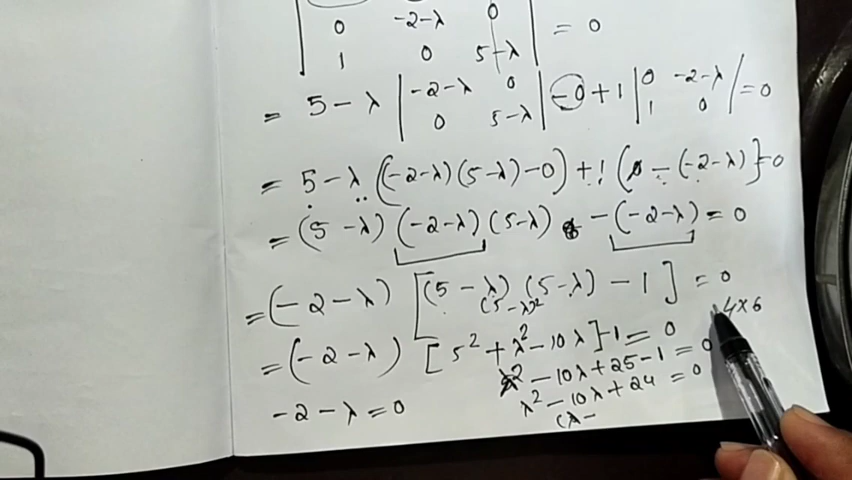 0 -2-λ 0
1 0 5-λ = 0
= 5-λ |-2-λ 0 -0+1 |0 -2-λ| = 0
0 5-λ| 1 0
= 5-λ ((-2-λ)(5-λ)-0) +1 (0-(-2-λ)} = 0
= (5-λ) (-2-λ) (5-λ) -(-2-λ) = 0
= (-2-λ) [(5-λ) (5-λ) - 1] = 0
(5-λ)² 4×6
= (-2-λ) [5² + λ² - 10λ] - 1 = 0
λ² - 10λ + 25 - 1 = 0
-2-λ = 0 λ² - 10λ + 24 = 0
(λ-